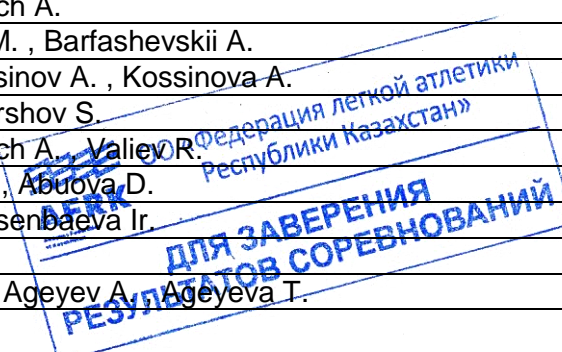 ch A.
M. , Barfashevskii A.
sinov A. , Kossinova A.
rshov S.
ch A. , Valiev R.
, Abuova D.
senbaeva Ir.
Ageyev A. , Ageyeva T.
ОО «Федерация легкой атлетики
Республики Казахстан»
ДЛЯ ЗАВЕРЕНИЯ
РЕЗУЛЬТАТОВ СОРЕВНОВАНИЙ